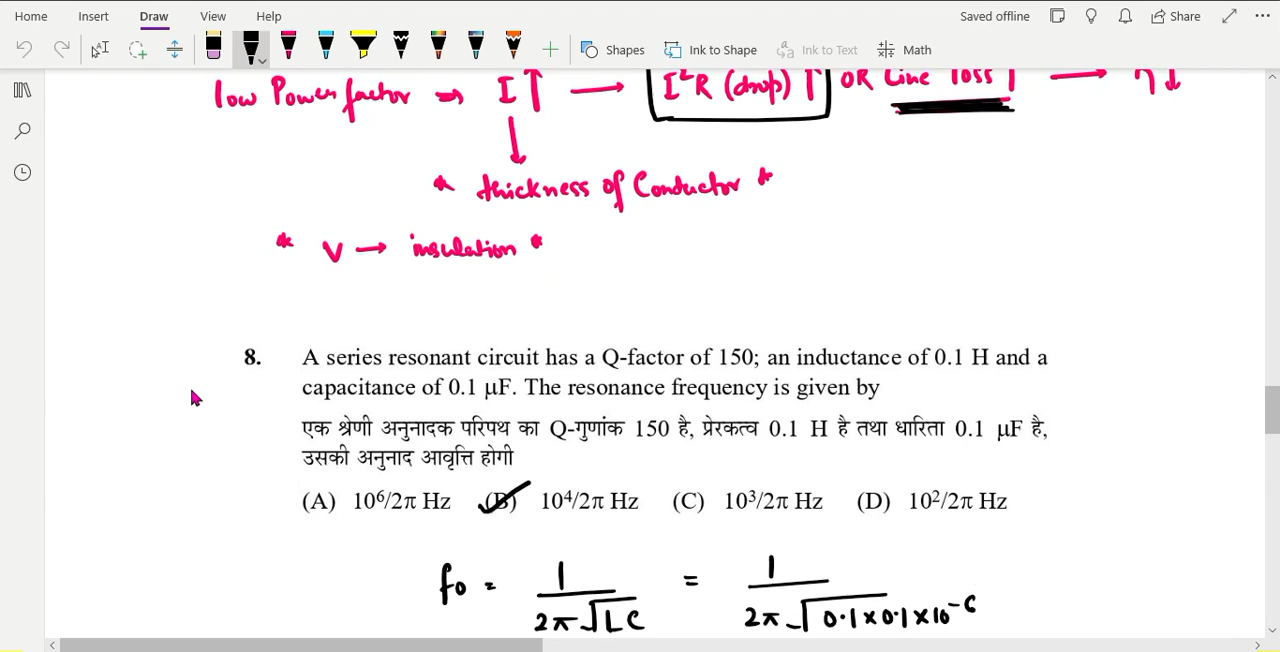 Home Insert Draw View Help Saved offline Share
Shapes Ink to Shape Ink to Text Math
low Power factor → I↑ → I²R (drop) ↑ OR Line loss ↑ → η↓
* thickness of Conductor *
* V → insulation *
8. A series resonant circuit has a Q-factor of 150; an inductance of 0.1 H and a
capacitance of 0.1 μF. The resonance frequency is given by
एक श्रेणी अनुनादक परिपथ का Q-गुणांक 150 है, प्रेरकत्व 0.1 H है तथा धारिता 0.1 μF है,
उसकी अनुनाद आवृत्ति होगी
(A) 10⁶/2π Hz (B) 10⁴/2π Hz (C) 10³/2π Hz (D) 10²/2π Hz
f0 = 1 / 2π√LC = 1 / 2π√0.1×0.1×10⁻⁶